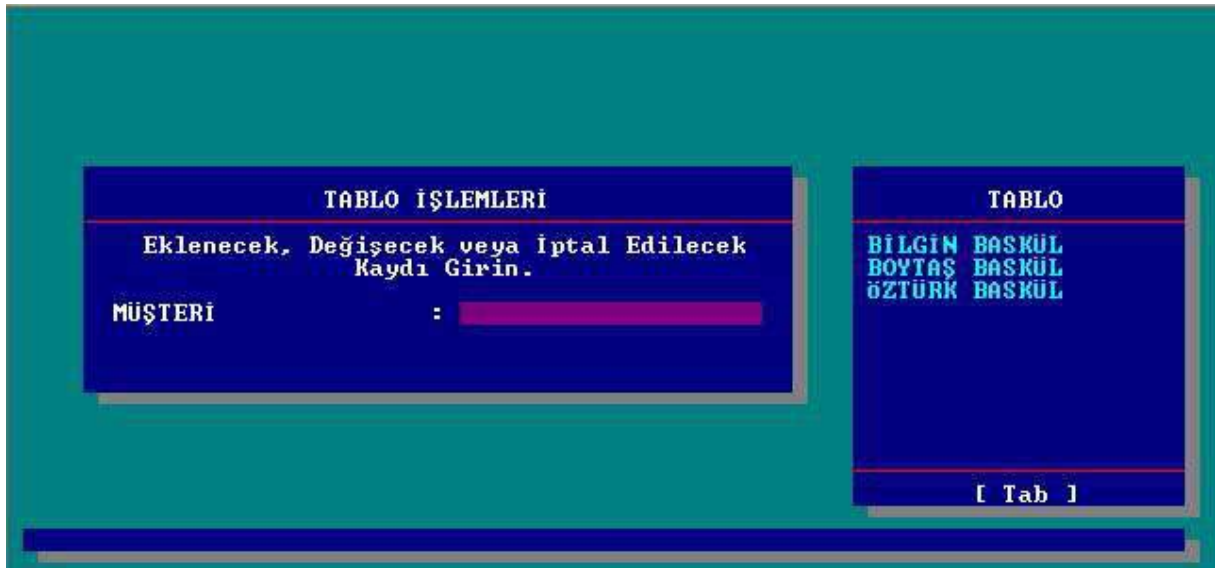 TABLO İŞLEMLERİ
Eklenecek, Değişecek veya İptal Edilecek
Kaydı Girin.
MÜŞTERİ :
TABLO
BİLGİN BASKÜL
BOYTAŞ BASKÜL
öZTÜRK BASKÜL
[ Tab ]